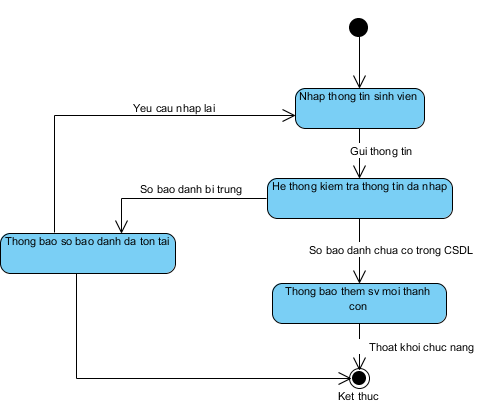 Nhap thong tin sinh vien
Yeu cau nhap lai
Gui thong tin
He thong kiem tra thong tin da nhap
So bao danh bi trung
Thong bao so bao danh da ton tai
So bao danh chua co trong CSDL
Thong bao them sv moi thanh
con
Thoat khoi chuc nang
Ket thuc